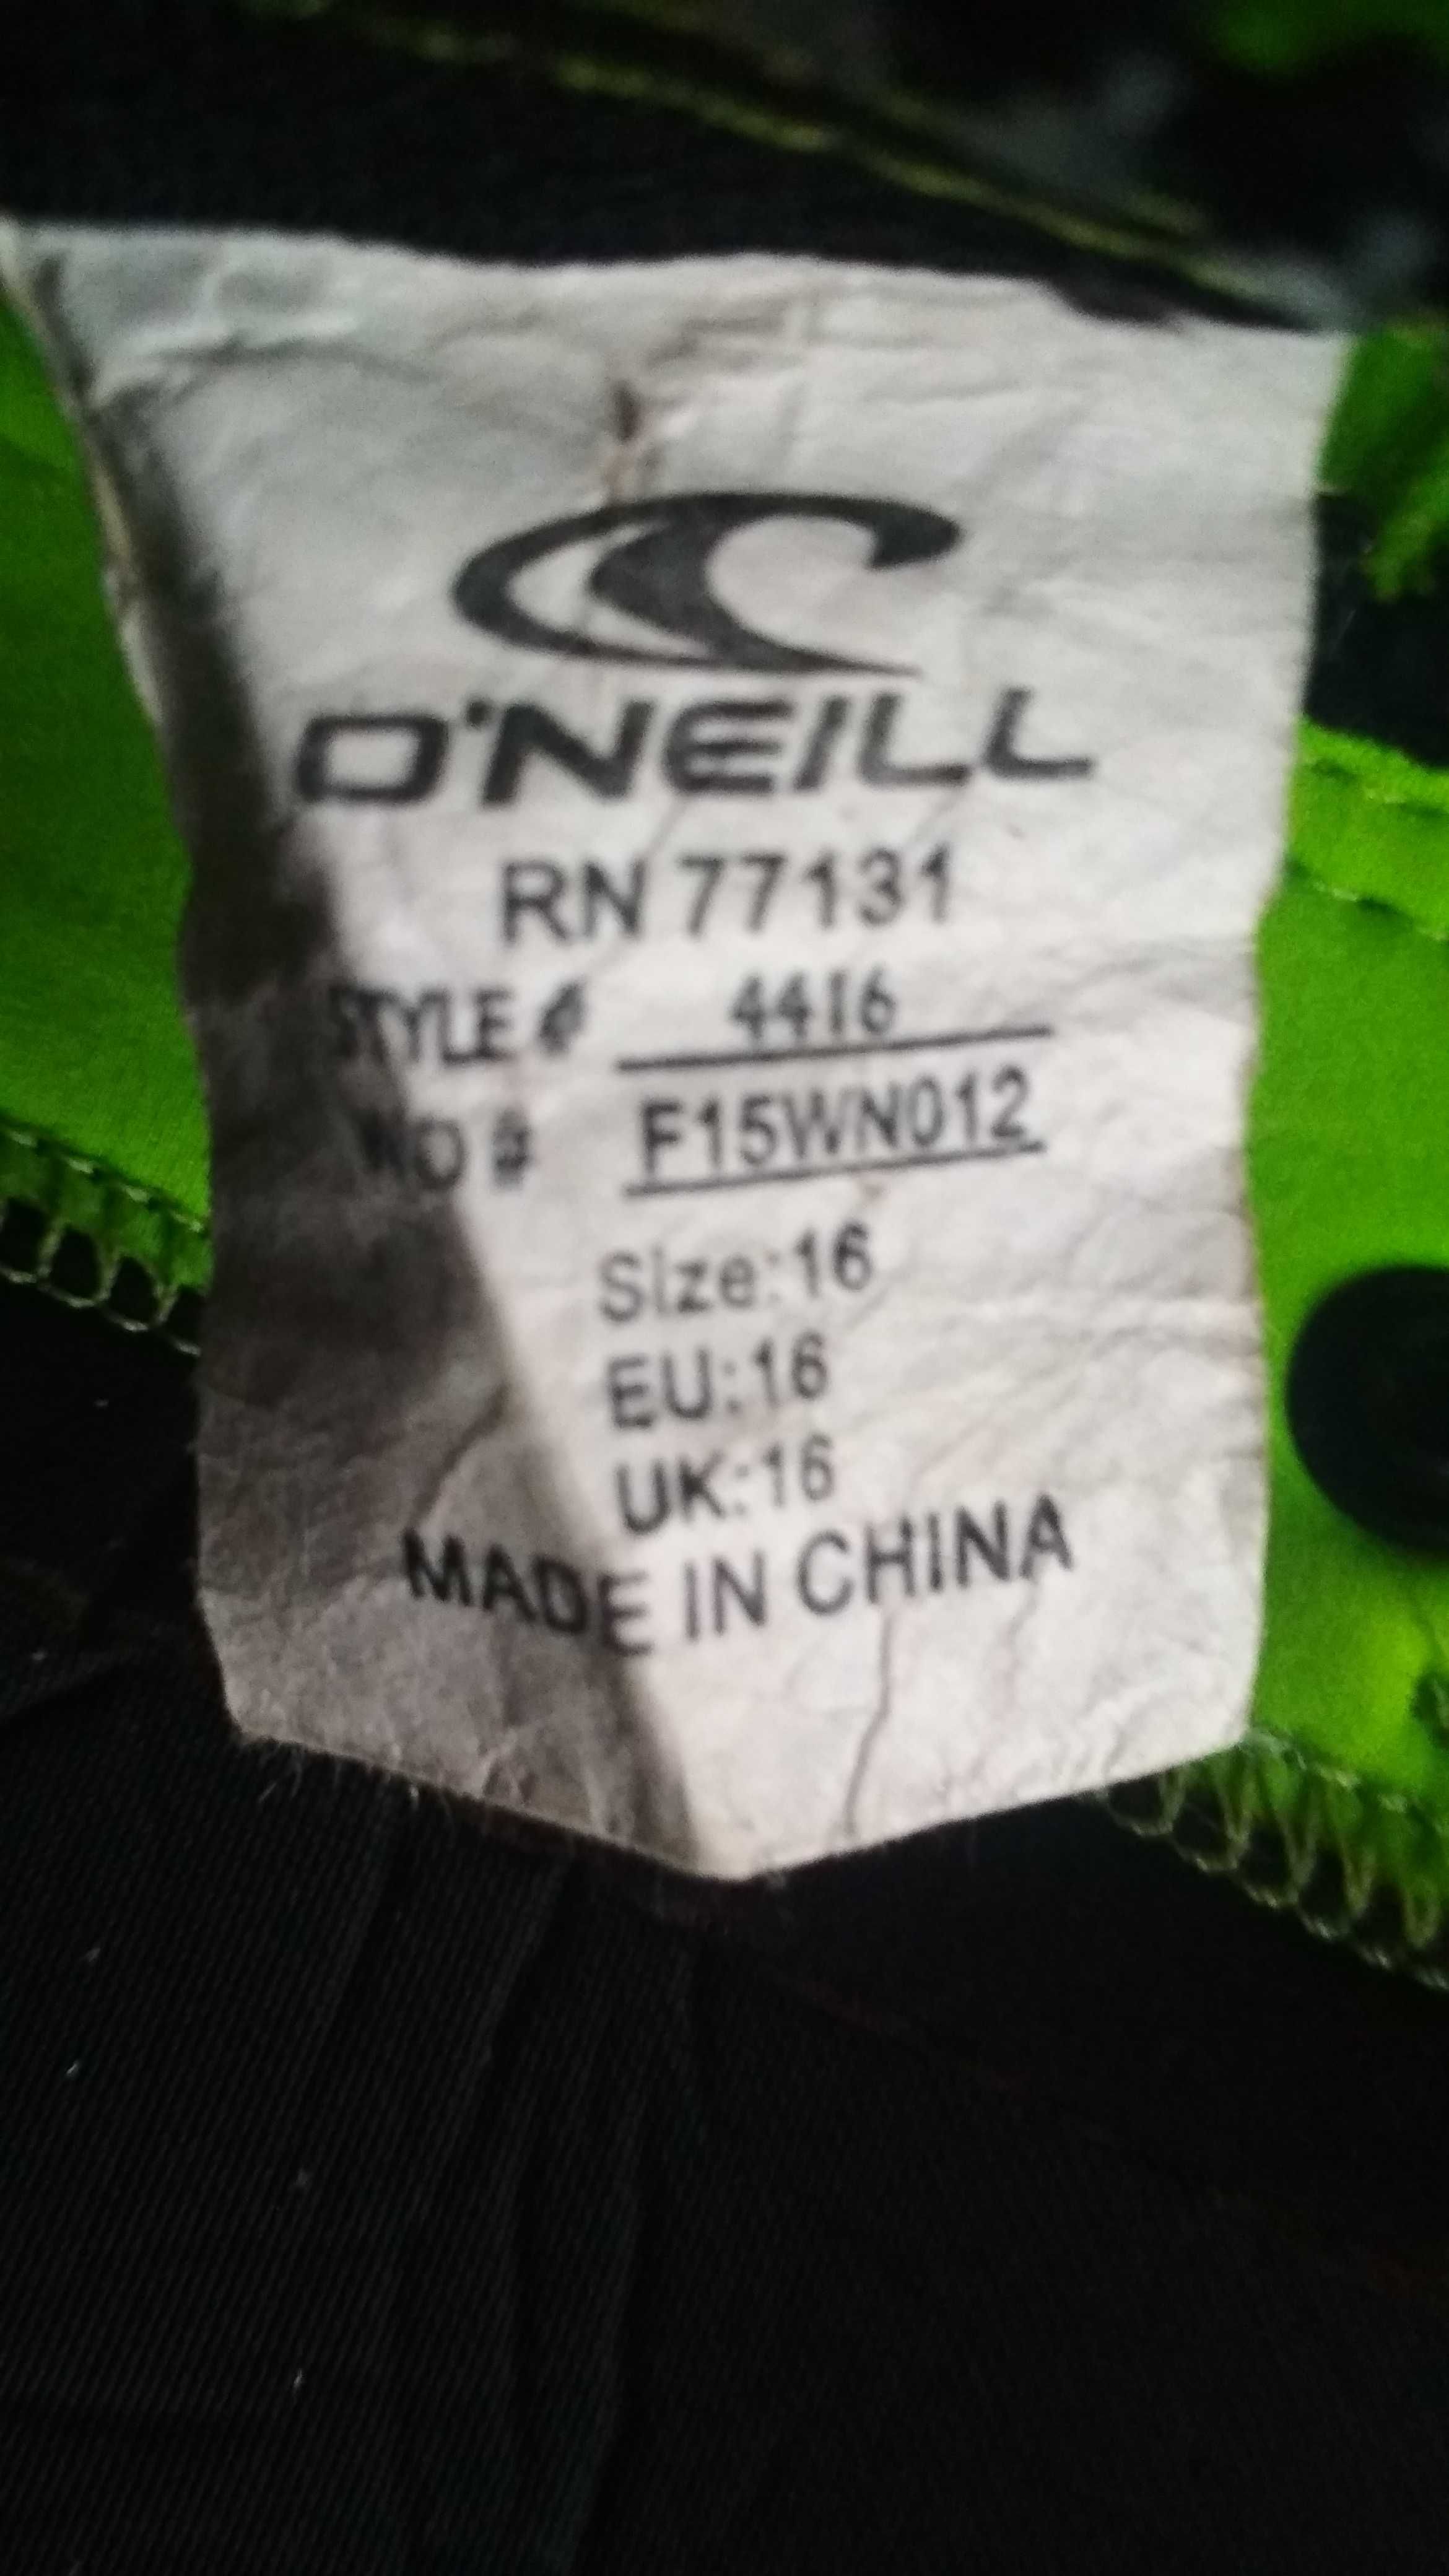 O'NEILL
RN 77131
STYLE # 4416
WO # F15WN012
Size:16
EU:16
UK:16
MADE IN CHINA